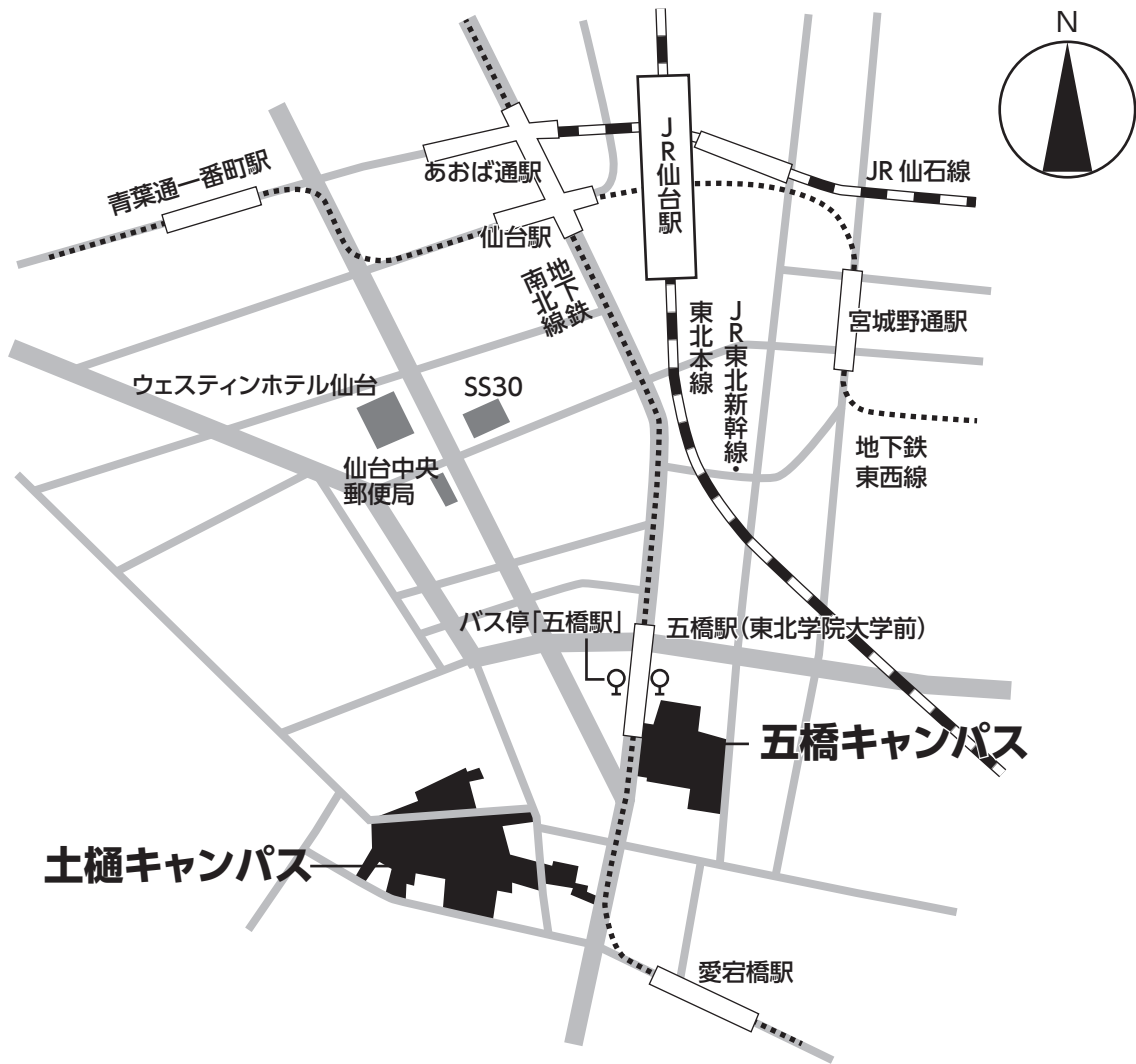 N
JR仙台駅
青葉通一番町駅
あおば通駅
JR仙石線
仙台駅
地下鉄
南北線
宮城野通駅
JR東北新幹線・
東北本線
ウェスティンホテル仙台
SS30
地下鉄
東西線
仙台中央
郵便局
バス停「五橋駅」
五橋駅(東北学院大学前)
五橋キャンパス
土樋キャンパス
愛宕橋駅